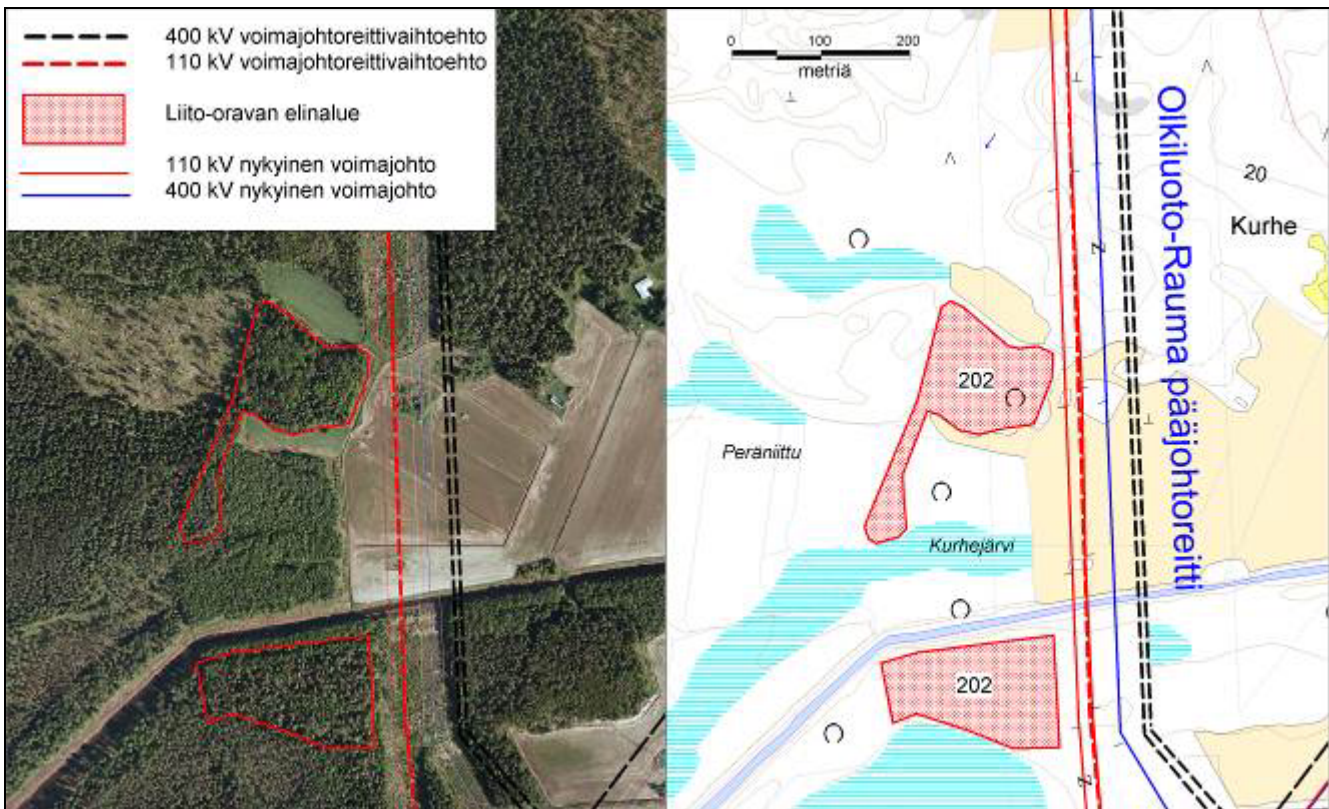 400 kV voimajohtoreittivaihtoehto
110 kV voimajohtoreittivaihtoehto
Liito-oravan elinalue
110 kV nykyinen voimajohto
400 kV nykyinen voimajohto
0 100 200
metriä
Olkiluoto-Rauma pääjohtoreitti
20
Kurhe
202
Peräniittu
Kurhejärvi
202